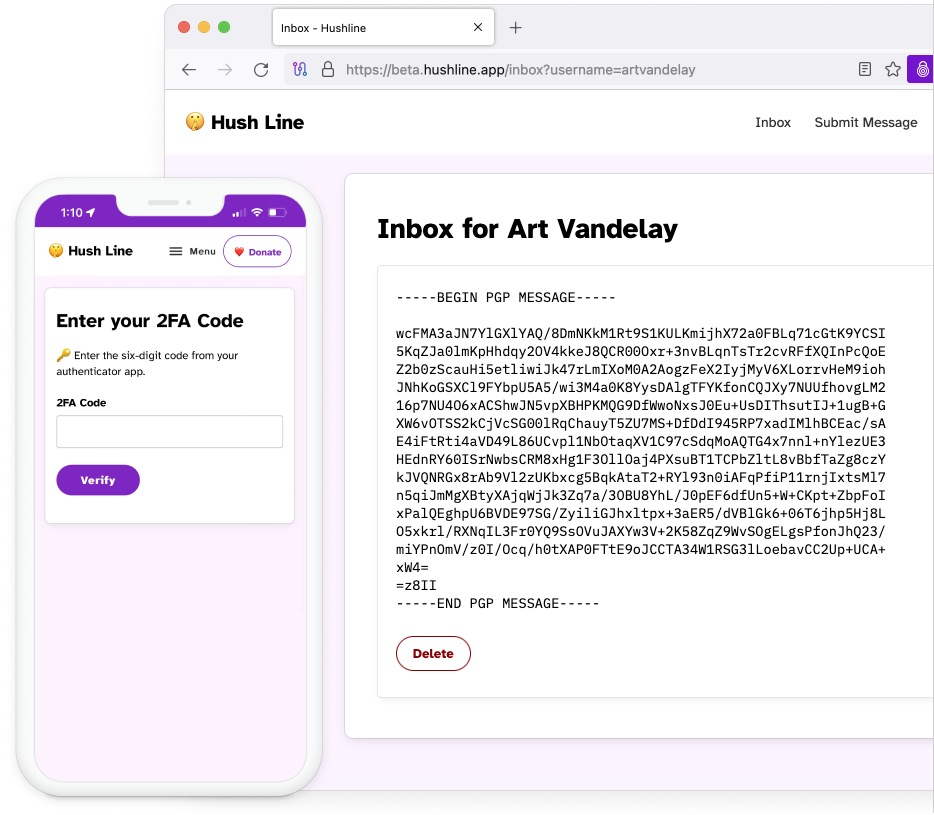 Inbox - Hushline
https://beta.hushline.app/inbox?username=artvandelay
🤫 Hush Line
Inbox
Submit Message
Inbox for Art Vandelay
-----BEGIN PGP MESSAGE-----
wcFMA3aJN7YlGXlYAQ/8DmNKkM1Rt9S1KULKmijhX72a0FBLq71cGtK9YCSI
5KqZJa0lmKpHhdqy2OV4kkeJ8QCR00Oxr+3nvBLqnTsTr2cvRFfXQInPcQoE
Z2b0zScauHi5etliwiJk47rLmIXoM0A2AogzFeX2IyjMyV6XLorrvHeM9ioh
JNhKoGSXCl9FYbpU5A5/wi3M4a0K8YysDAlgTFYKfonCQJXy7NUUfhovgLM2
16p7NU4O6xACShwJN5vpXBHPKMQG9DfWwoNxsJ0Eu+UsDIThsutIJ+1ugB+G
XW6vOTSS2kCjVcSG00lRqChauyT5ZU7MS+DfDdI945RP7xadIMlhBCEac/sA
E4iFtRti4aVD49L86UCvpl1NbOtaqXV1C97cSdqMoAQTG4x7nnl+nYlezUE3
HEdnRY60ISrNwbsCRM8xHg1F3OllOaj4PXsuBT1TCPbZltL8vBbfTaZg8czY
kJVQNRGx8rAb9Vl2zUKbxcg5BqkAtaT2+RYl93n0iAFqPfiP11rnjIxtsMl7
n5qiJmMgXBtyXAjqWjJk3Zq7a/3OBU8YhL/J0pEF6dfUn5+W+CKpt+ZbpFoI
xPalQEghpU6BVDE97SG/ZyiliGJhxltpx+3aER5/dVBlGk6+06T6jhp5Hj8L
O5xkrl/RXNqIL3Fr0YQ9SsOVuJAXYw3V+2K58ZqZ9WvSOgELgsPfonJhQ23/
miYPnOmV/z0I/Ocq/h0tXAP0FTtE9oJCCTA34W1RSG3lLoebavCC2Up+UCA+
xW4=
=z8II
-----END PGP MESSAGE-----
Delete
1:10
🤫 Hush Line
Menu
Donate
Enter your 2FA Code
🔑 Enter the six-digit code from your
authenticator app.
2FA Code
Verify